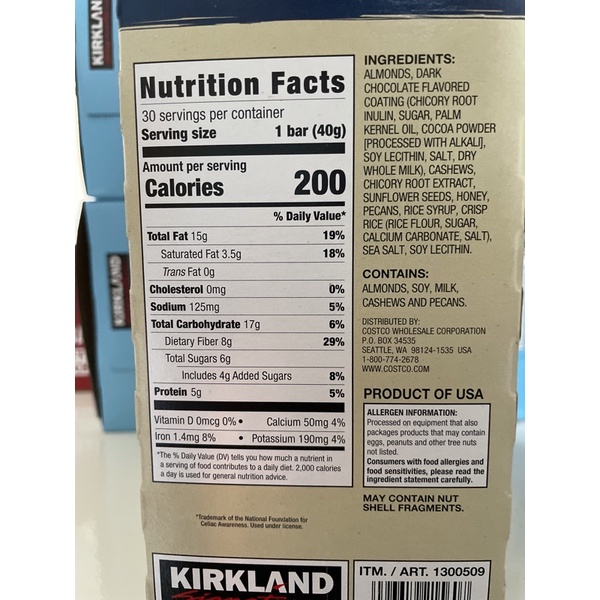 KIRKLAN
KIRKLAND
Nutrition Facts
30 servings per container
Serving size 1 bar (40g)
Amount per serving
Calories 200
% Daily Value*
Total Fat 15g 19%
Saturated Fat 3.5g 18%
Trans Fat 0g
Cholesterol 0mg 0%
Sodium 125mg 5%
Total Carbohydrate 17g 6%
Dietary Fiber 8g 29%
Total Sugars 6g
Includes 4g Added Sugars 8%
Protein 5g 5%
Vitamin D 0mcg 0% • Calcium 50mg 4%
Iron 1.4mg 8% • Potassium 190mg 4%
*The % Daily Value (DV) tells you how much a nutrient in
a serving of food contributes to a daily diet. 2,000 calories
a day is used for general nutrition advice.
*Trademark of the National Foundation for
Celiac Awareness. Used under license.
KIRKLAND
INGREDIENTS:
ALMONDS, DARK
CHOCOLATE FLAVORED
COATING (CHICORY ROOT
INULIN, SUGAR, PALM
KERNEL OIL, COCOA POWDER
[PROCESSED WITH ALKALI],
SOY LECITHIN, SALT, DRY
WHOLE MILK), CASHEWS,
CHICORY ROOT EXTRACT,
SUNFLOWER SEEDS, HONEY,
PECANS, RICE SYRUP, CRISP
RICE (RICE FLOUR, SUGAR,
CALCIUM CARBONATE, SALT),
SEA SALT, SOY LECITHIN.
CONTAINS:
ALMONDS, SOY, MILK,
CASHEWS AND PECANS.
DISTRIBUTED BY:
COSTCO WHOLESALE CORPORATION
P.O. BOX 34535
SEATTLE, WA 98124-1535 USA
1-800-774-2678
WWW.COSTCO.COM
PRODUCT OF USA
ALLERGEN INFORMATION:
Processed on equipment that also
packages products that may contain
eggs, peanuts and other tree nuts
not listed.
Consumers with food allergies and
food sensitivities, please read the
ingredient statement carefully.
MAY CONTAIN NUT
SHELL FRAGMENTS.
ITM. / ART. 1300509